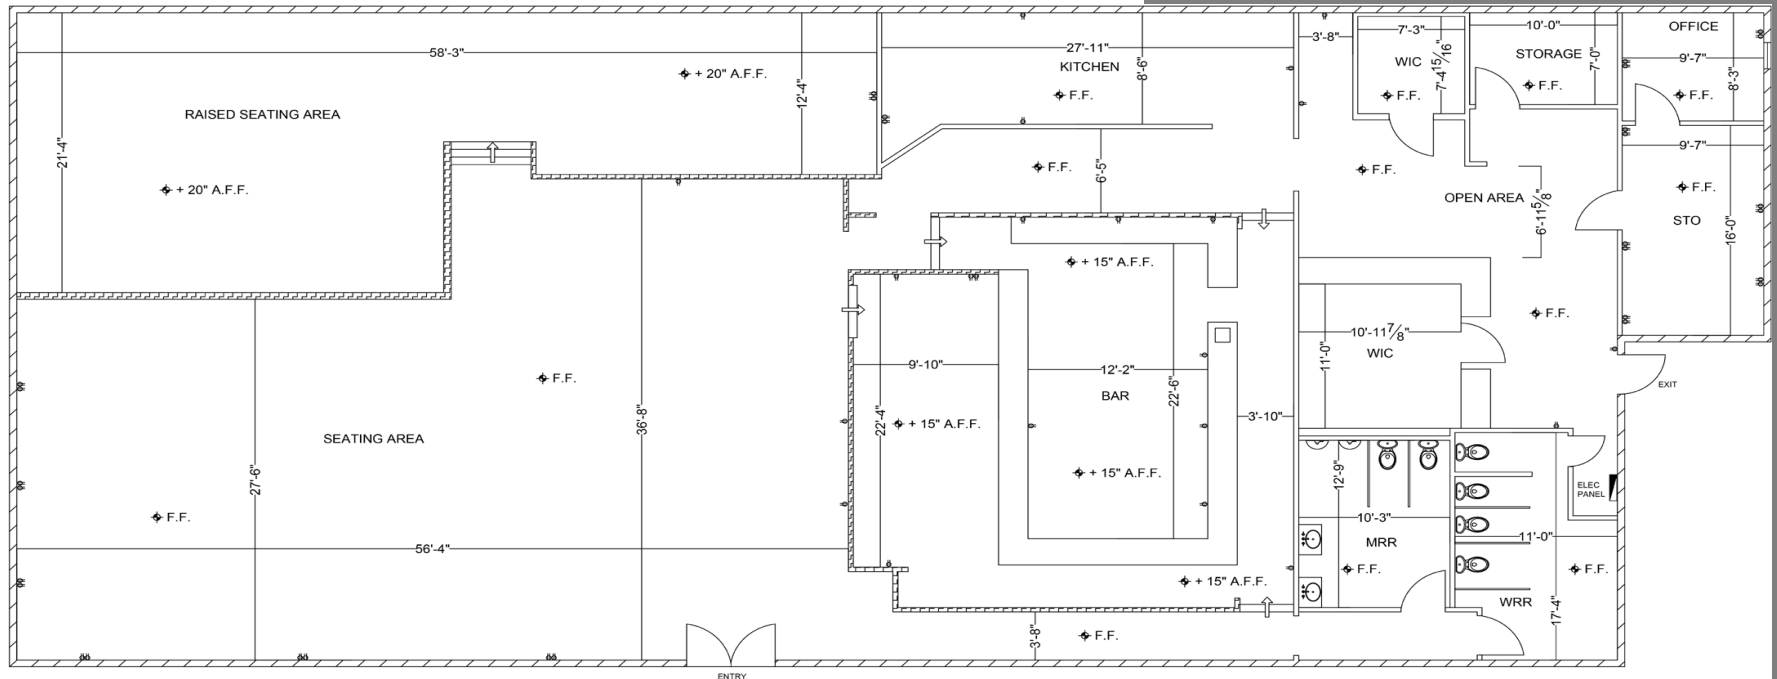 58'-3"
27'-11"
3'-8"
7'-3"
10'-0"
OFFICE
KITCHEN
8'-6"
WIC
7'-4 15/16"
STORAGE
7'-0"
9'-7"
+ 20" A.F.F.
12'-4"
F.F.
F.F.
F.F.
F.F.
8'-3"
RAISED SEATING AREA
21'-4"
9'-7"
F.F.
6'-5"
F.F.
+ 20" A.F.F.
OPEN AREA
6'-11 5/8"
F.F.
STO
16'-0"
+ 15" A.F.F.
F.F.
10'-11 7/8"
WIC
11'-0"
9'-10"
12'-2"
BAR
22'-6"
F.F.
EXIT
36'-8"
22'-4"
3'-10"
+ 15" A.F.F.
SEATING AREA
27'-6"
+ 15" A.F.F.
12'-9"
ELEC
PANEL
F.F.
10'-3"
MRR
11'-0"
56'-4"
F.F.
F.F.
+ 15" A.F.F.
WRR
17'-4"
3'-8"
F.F.
ENTRY